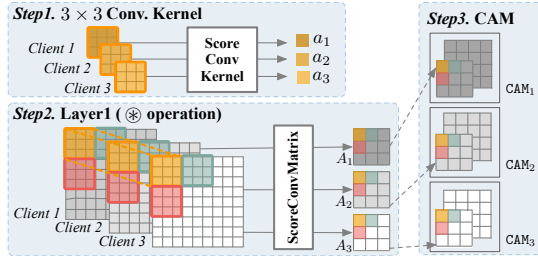 Step1. 3 × 3 Conv. Kernel
Client 1
Client 2
Client 3
Score
Conv
Kernel
a₁
a₂
a₃
Step2. Layer1 ( ⊛ operation)
Client 1
Client 2
Client 3
ScoreConvMatrix
A₁
A₂
A₃
Step3. CAM
CAM₁
CAM₂
CAM₃